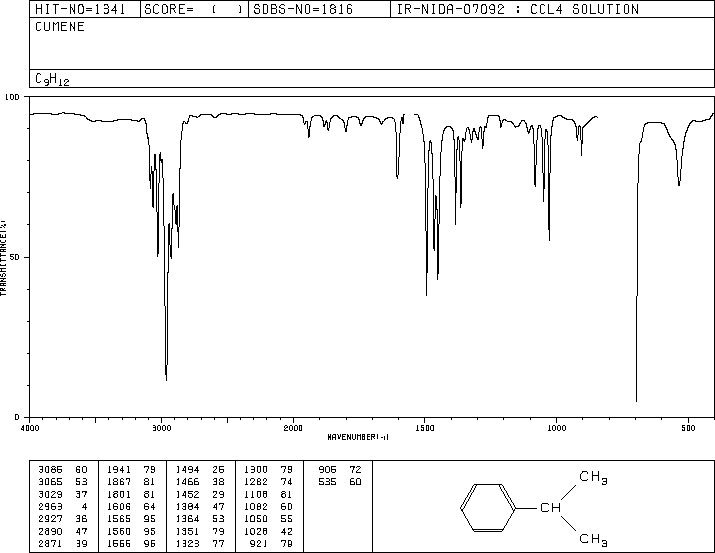 HIT-NO=1341 SCORE= ( ) SDBS-NO=1816 IR-NIDA-07092 : CCL4 SOLUTION
CUMENE
C9H12
100
50
0
TRANSMITTANCE(%)
4000 3000 2000 1500 1000 500
WAVENUMBER(-1)
3086 60 1941 79 1494 26 1300 79 906 72
3065 53 1867 81 1466 38 1282 74 535 60
3029 37 1801 81 1452 29 1108 81
2963 4 1606 64 1384 47 1082 60
2927 36 1565 95 1364 53 1050 55
2890 47 1560 95 1351 79 1028 42
2871 39 1556 96 1323 77 921 79
CH3
CH
CH3